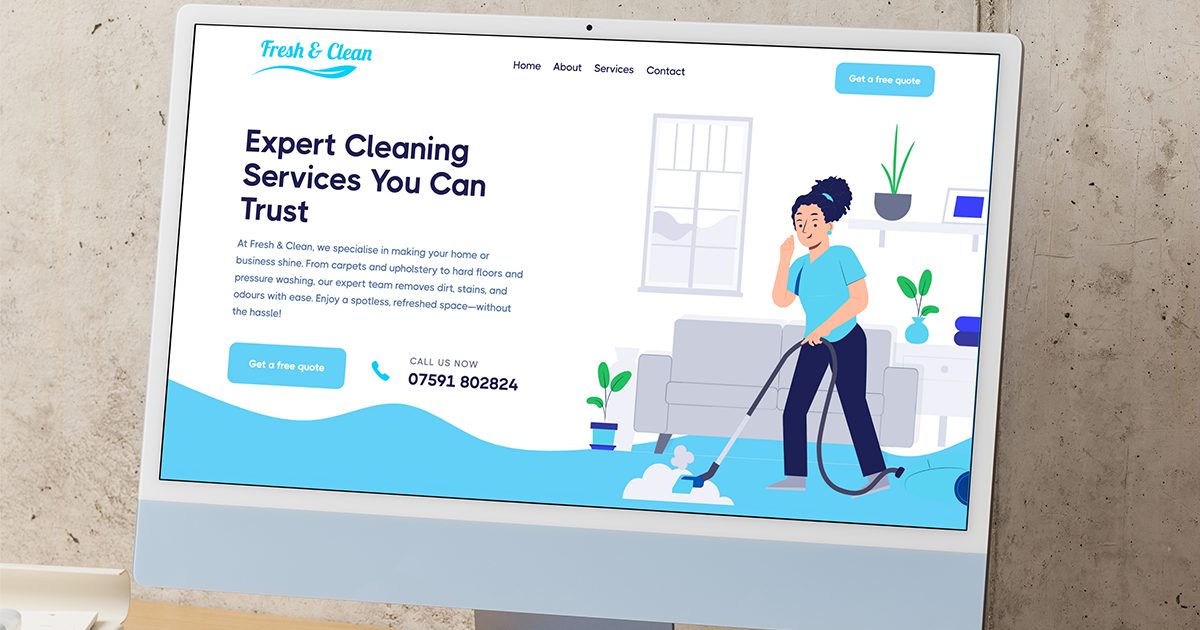 Fresh & Clean
Home About Services Contact
Get a free quote
Expert Cleaning
Services You Can
Trust
At Fresh & Clean, we specialise in making your home or
business shine. From carpets and upholstery to hard floors and
pressure washing, our expert team removes dirt, stains, and
odours with ease. Enjoy a spotless, refreshed space—without
the hassle!
Get a free quote
CALL US NOW
07591 802824